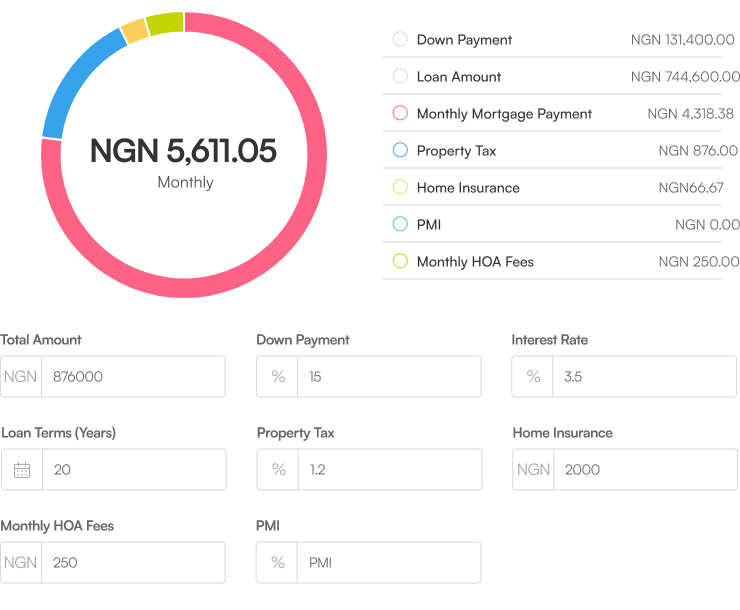 NGN 5,611.05
Monthly
Down Payment NGN 131,400.00
Loan Amount NGN 744,600.00
Monthly Mortgage Payment NGN 4,318.38
Property Tax NGN 876.00
Home Insurance NGN66.67
PMI NGN 0.00
Monthly HOA Fees NGN 250.00
Total Amount Down Payment Interest Rate
NGN 876000 % 15 % 3.5
Loan Terms (Years) Property Tax Home Insurance
20 % 1.2 NGN 2000
Monthly HOA Fees PMI
NGN 250 % PMI